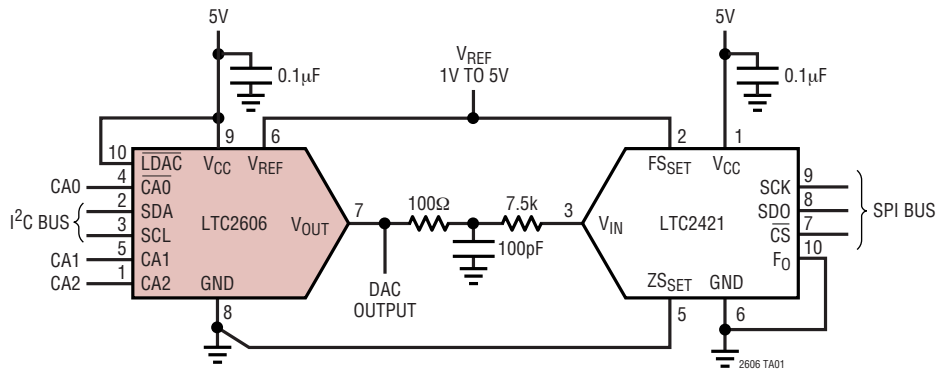 5V
0.1µF
V_REF
1V TO 5V
5V
0.1µF
9
6
2
1
10
LDAC
V_CC
V_REF
FS_SET
V_CC
CA0
4
CA0
SCK
9
I²C BUS
2
SDA
LTC2606
V_OUT
7
100Ω
7.5k
3
V_IN
LTC2421
SDO
8
SPI BUS
3
SCL
CS
7
CA1
5
CA1
100pF
F_O
10
CA2
1
CA2
GND
DAC
OUTPUT
ZS_SET
GND
8
5
6
2606 TA01